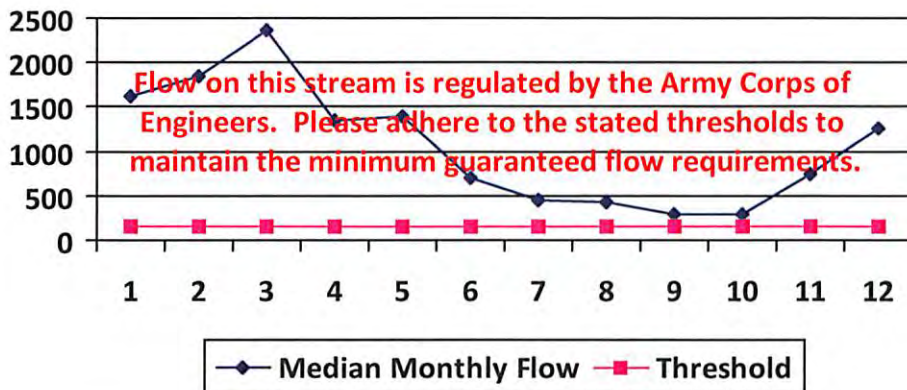 2500
2000
1500
1000
500
0
Flow on this stream is regulated by the Army Corps of
Engineers. Please adhere to the stated thresholds to
maintain the minimum guaranteed flow requirements.
1 2 3 4 5 6 7 8 9 10 11 12
Median Monthly Flow Threshold